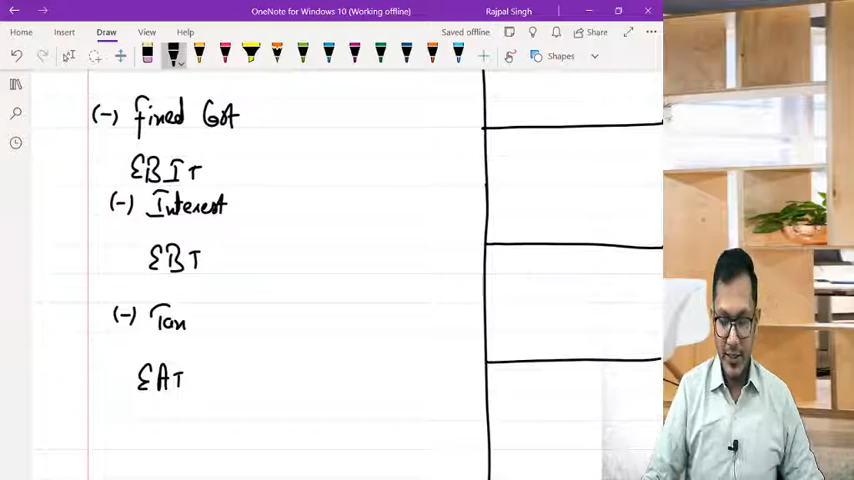 OneNote for Windows 10 (Working offline)
Rajpal Singh
Home
Insert
Draw
View
Help
Saved offline
Share
Shapes
(-) Fixed
EBIT
(-) Interest
EBT
(-) Tax
EAT